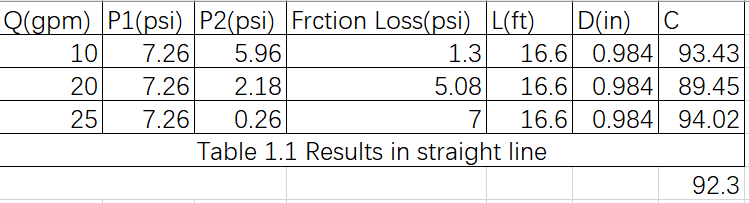 Q(gpm) P1(psi) P2(psi) Frction Loss(psi) L(ft) D(in) C
10 7.26 5.96 1.3 16.6 0.984 93.43
20 7.26 2.18 5.08 16.6 0.984 89.45
25 7.26 0.26 7 16.6 0.984 94.02
Table 1.1 Results in straight line
92.3